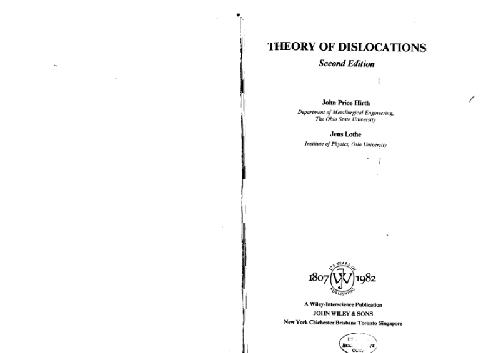 THEORY OF DISLOCATIONS
Second Edition
John Price Hirth
Department of Metallurgical Engineering,
The Ohio State University
Jens Lothe
Institute of Physics, Oslo University
1807 1982
A Wiley-Interscience Publication
JOHN WILEY & SONS
New York Chichester Brisbane Toronto Singapore